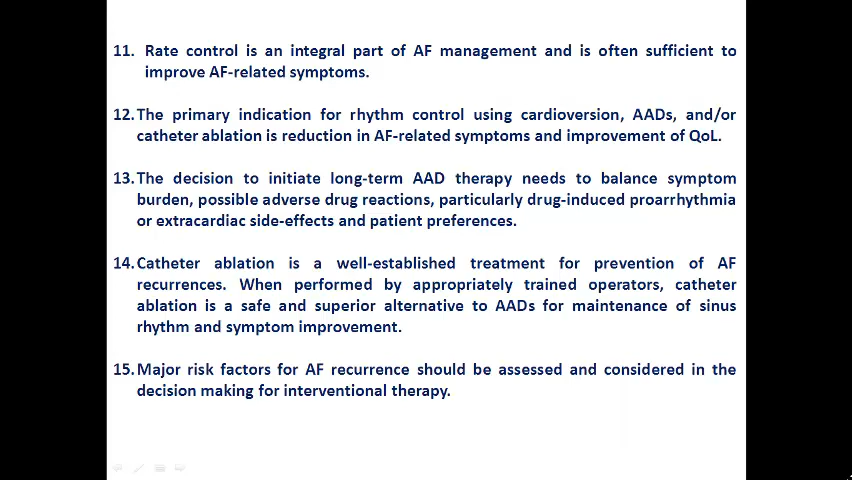 11. Rate control is an integral part of AF management and is often sufficient to
improve AF-related symptoms.
12. The primary indication for rhythm control using cardioversion, AADs, and/or
catheter ablation is reduction in AF-related symptoms and improvement of QoL.
13. The decision to initiate long-term AAD therapy needs to balance symptom
burden, possible adverse drug reactions, particularly drug-induced proarrhythmia
or extracardiac side-effects and patient preferences.
14. Catheter ablation is a well-established treatment for prevention of AF
recurrences. When performed by appropriately trained operators, catheter
ablation is a safe and superior alternative to AADs for maintenance of sinus
rhythm and symptom improvement.
15. Major risk factors for AF recurrence should be assessed and considered in the
decision making for interventional therapy.